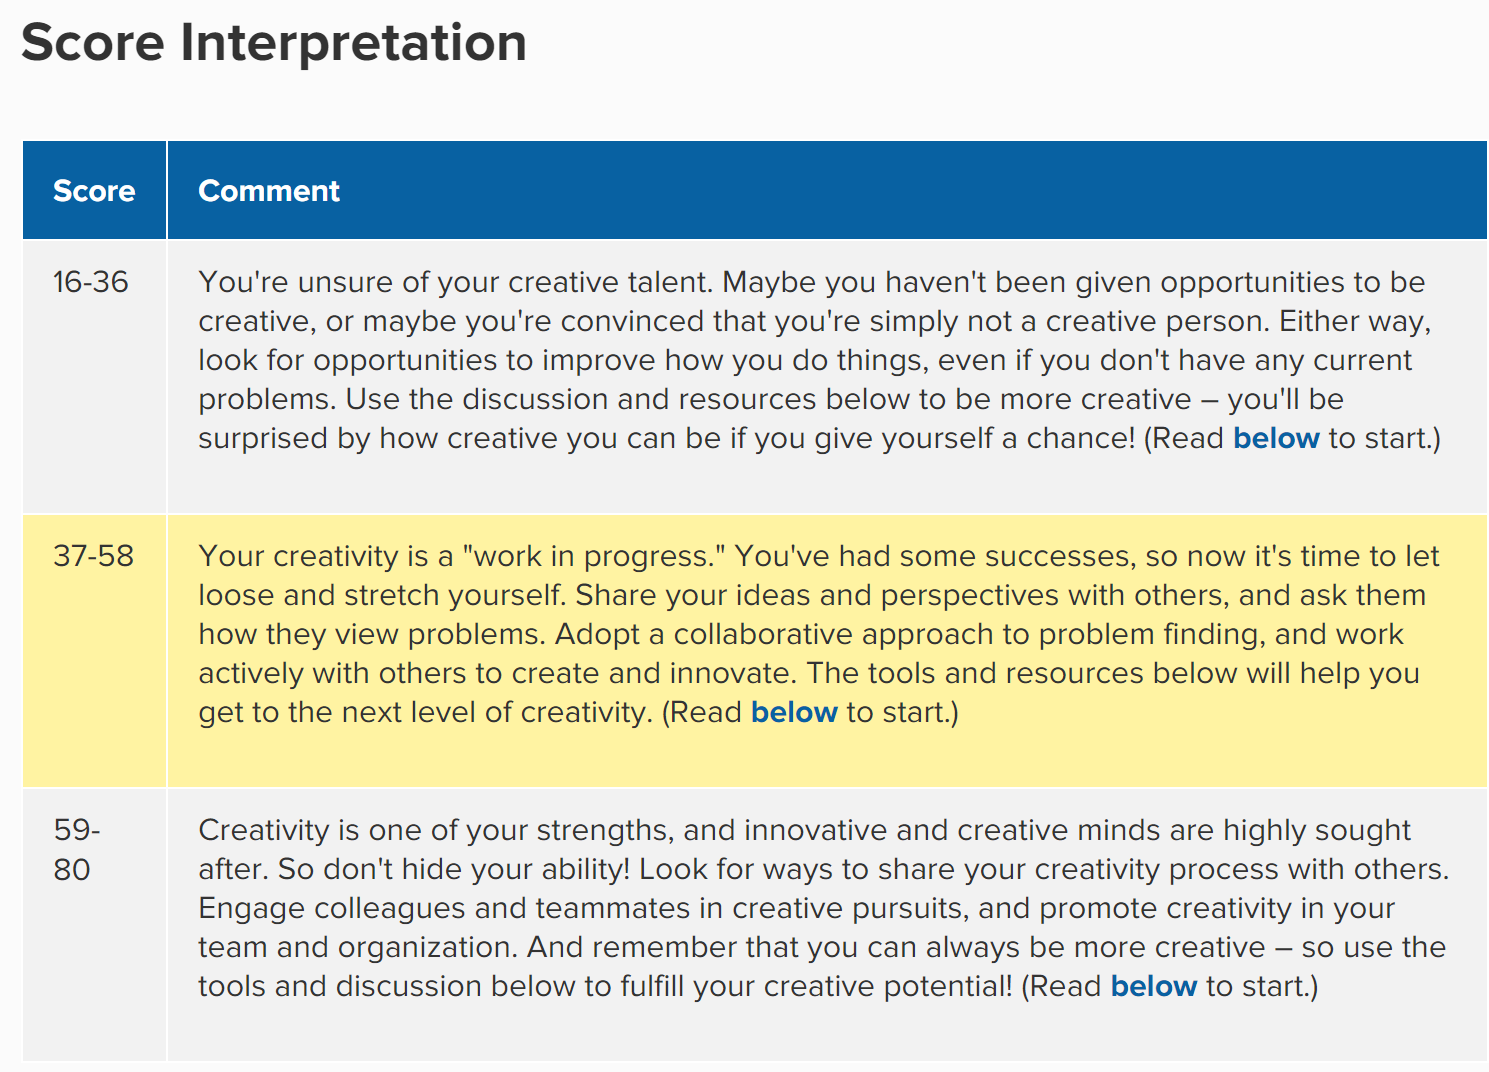 Score Interpretation
Score Comment
16-36
You're unsure of your creative talent. Maybe you haven't been given opportunities to be
creative, or maybe you're convinced that you're simply not a creative person. Either way,
look for opportunities to improve how you do things, even if you don't have any current
problems. Use the discussion and resources below to be more creative – you'll be
surprised by how creative you can be if you give yourself a chance! (Read below to start.)
37-58
Your creativity is a "work in progress." You've had some successes, so now it's time to let
loose and stretch yourself. Share your ideas and perspectives with others, and ask them
how they view problems. Adopt a collaborative approach to problem finding, and work
actively with others to create and innovate. The tools and resources below will help you
get to the next level of creativity. (Read below to start.)
59-
80
Creativity is one of your strengths, and innovative and creative minds are highly sought
after. So don't hide your ability! Look for ways to share your creativity process with others.
Engage colleagues and teammates in creative pursuits, and promote creativity in your
team and organization. And remember that you can always be more creative – so use the
tools and discussion below to fulfill your creative potential! (Read below to start.)